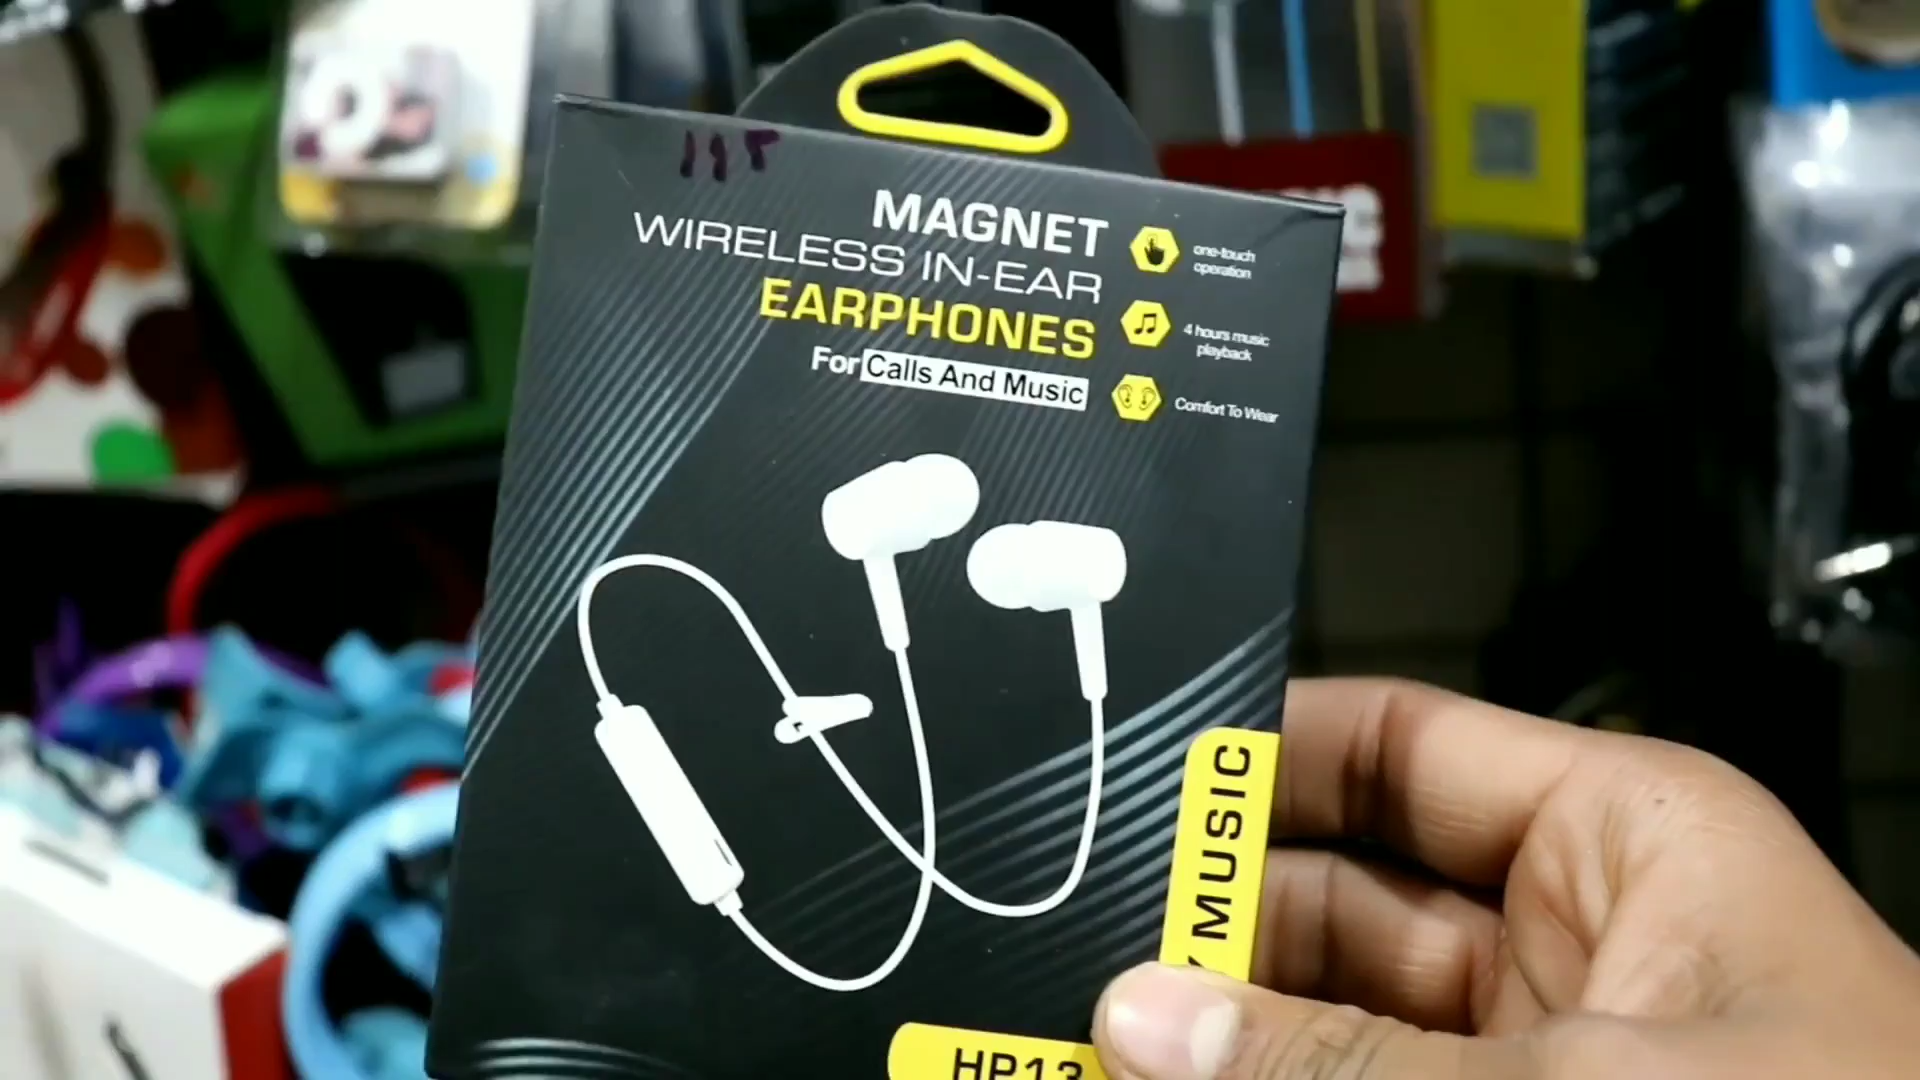 MAGNET
WIRELESS IN-EAR
EARPHONES
For Calls And Music
one-touch
operation
4 hours music
playback
Comfort To Wear
MUSIC
HP13